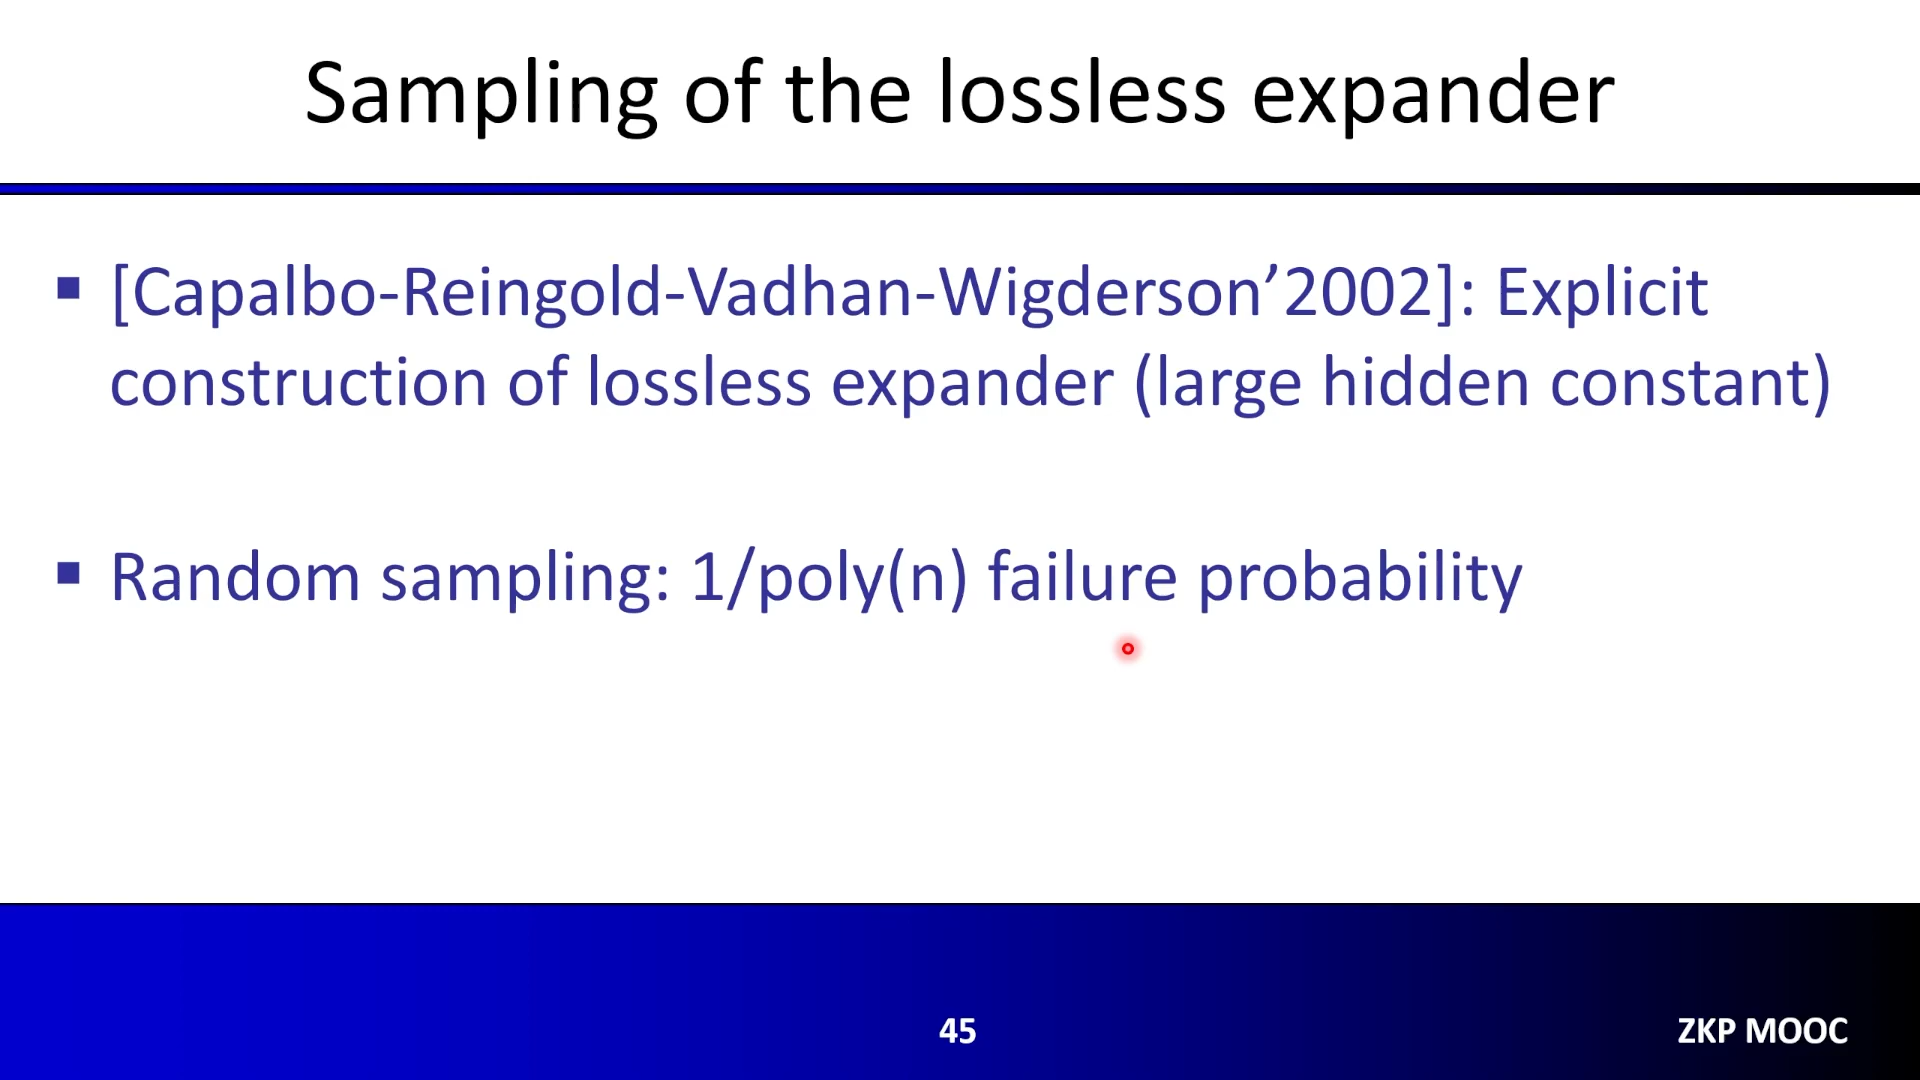 Sampling of the lossless expander
▪ [Capalbo-Reingold-Vadhan-Wigderson’2002]: Explicit
construction of lossless expander (large hidden constant)
▪ Random sampling: 1/poly(n) failure probability
45
ZKP MOOC